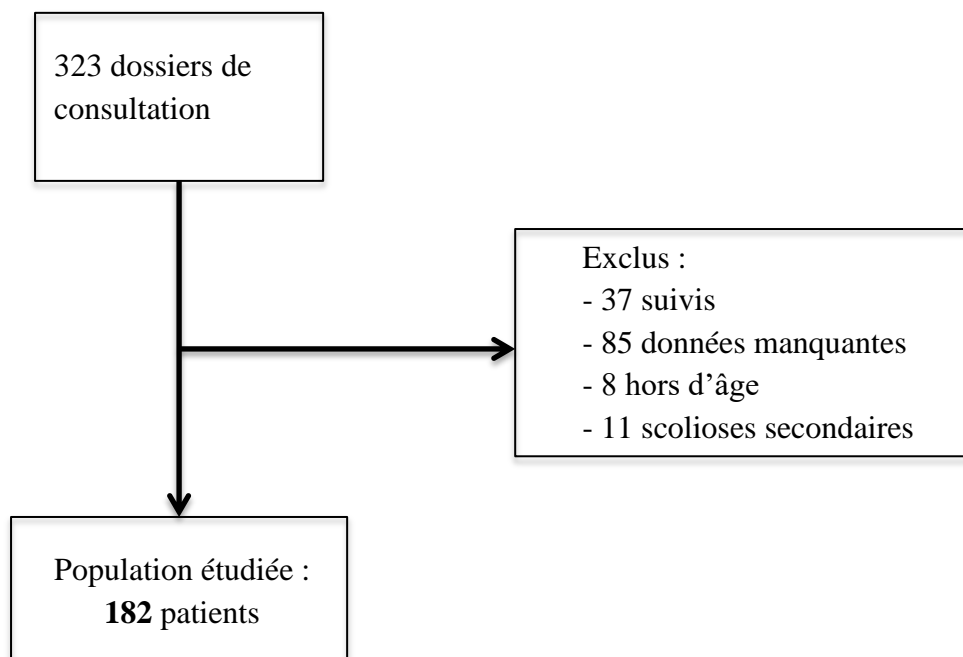 323 dossiers de
consultation
Exclus :
- 37 suivis
- 85 données manquantes
- 8 hors d’âge
- 11 scolioses secondaires
Population étudiée :
182 patients